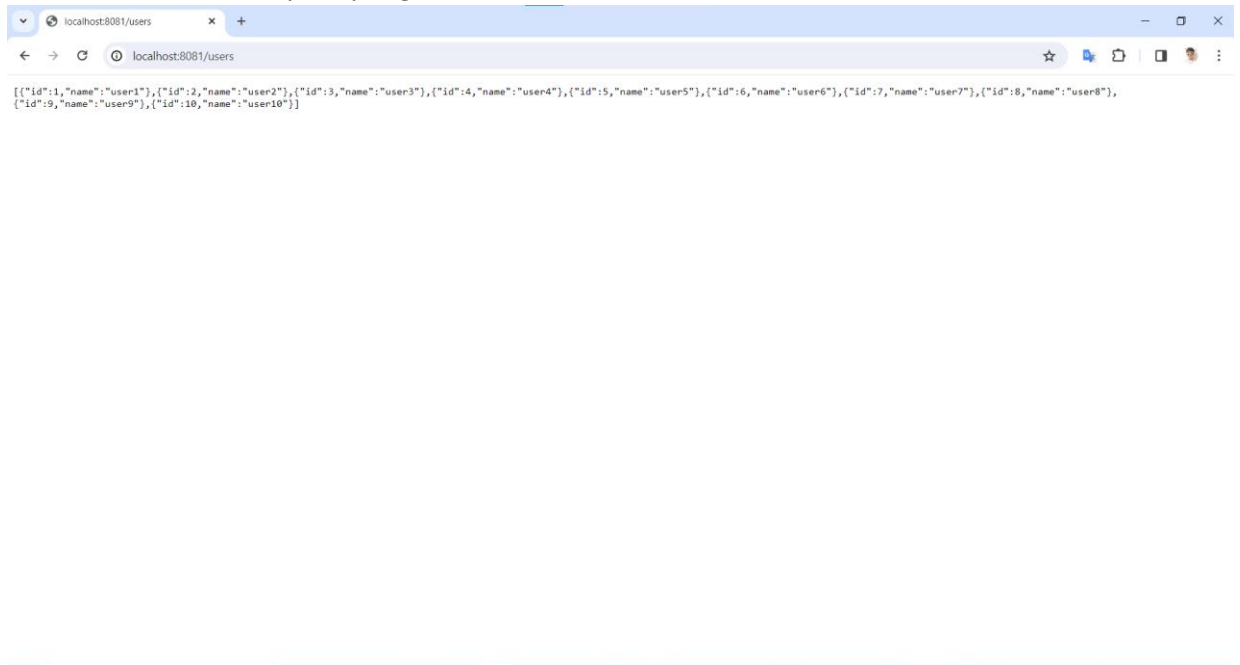 localhost:8081/users
localhost:8081/users
[{"id":1,"name":"user1"},{"id":2,"name":"user2"},{"id":3,"name":"user3"},{"id":4,"name":"user4"},{"id":5,"name":"user5"},{"id":6,"name":"user6"},{"id":7,"name":"user7"},{"id":8,"name":"user8"},
{"id":9,"name":"user9"},{"id":10,"name":"user10"}]